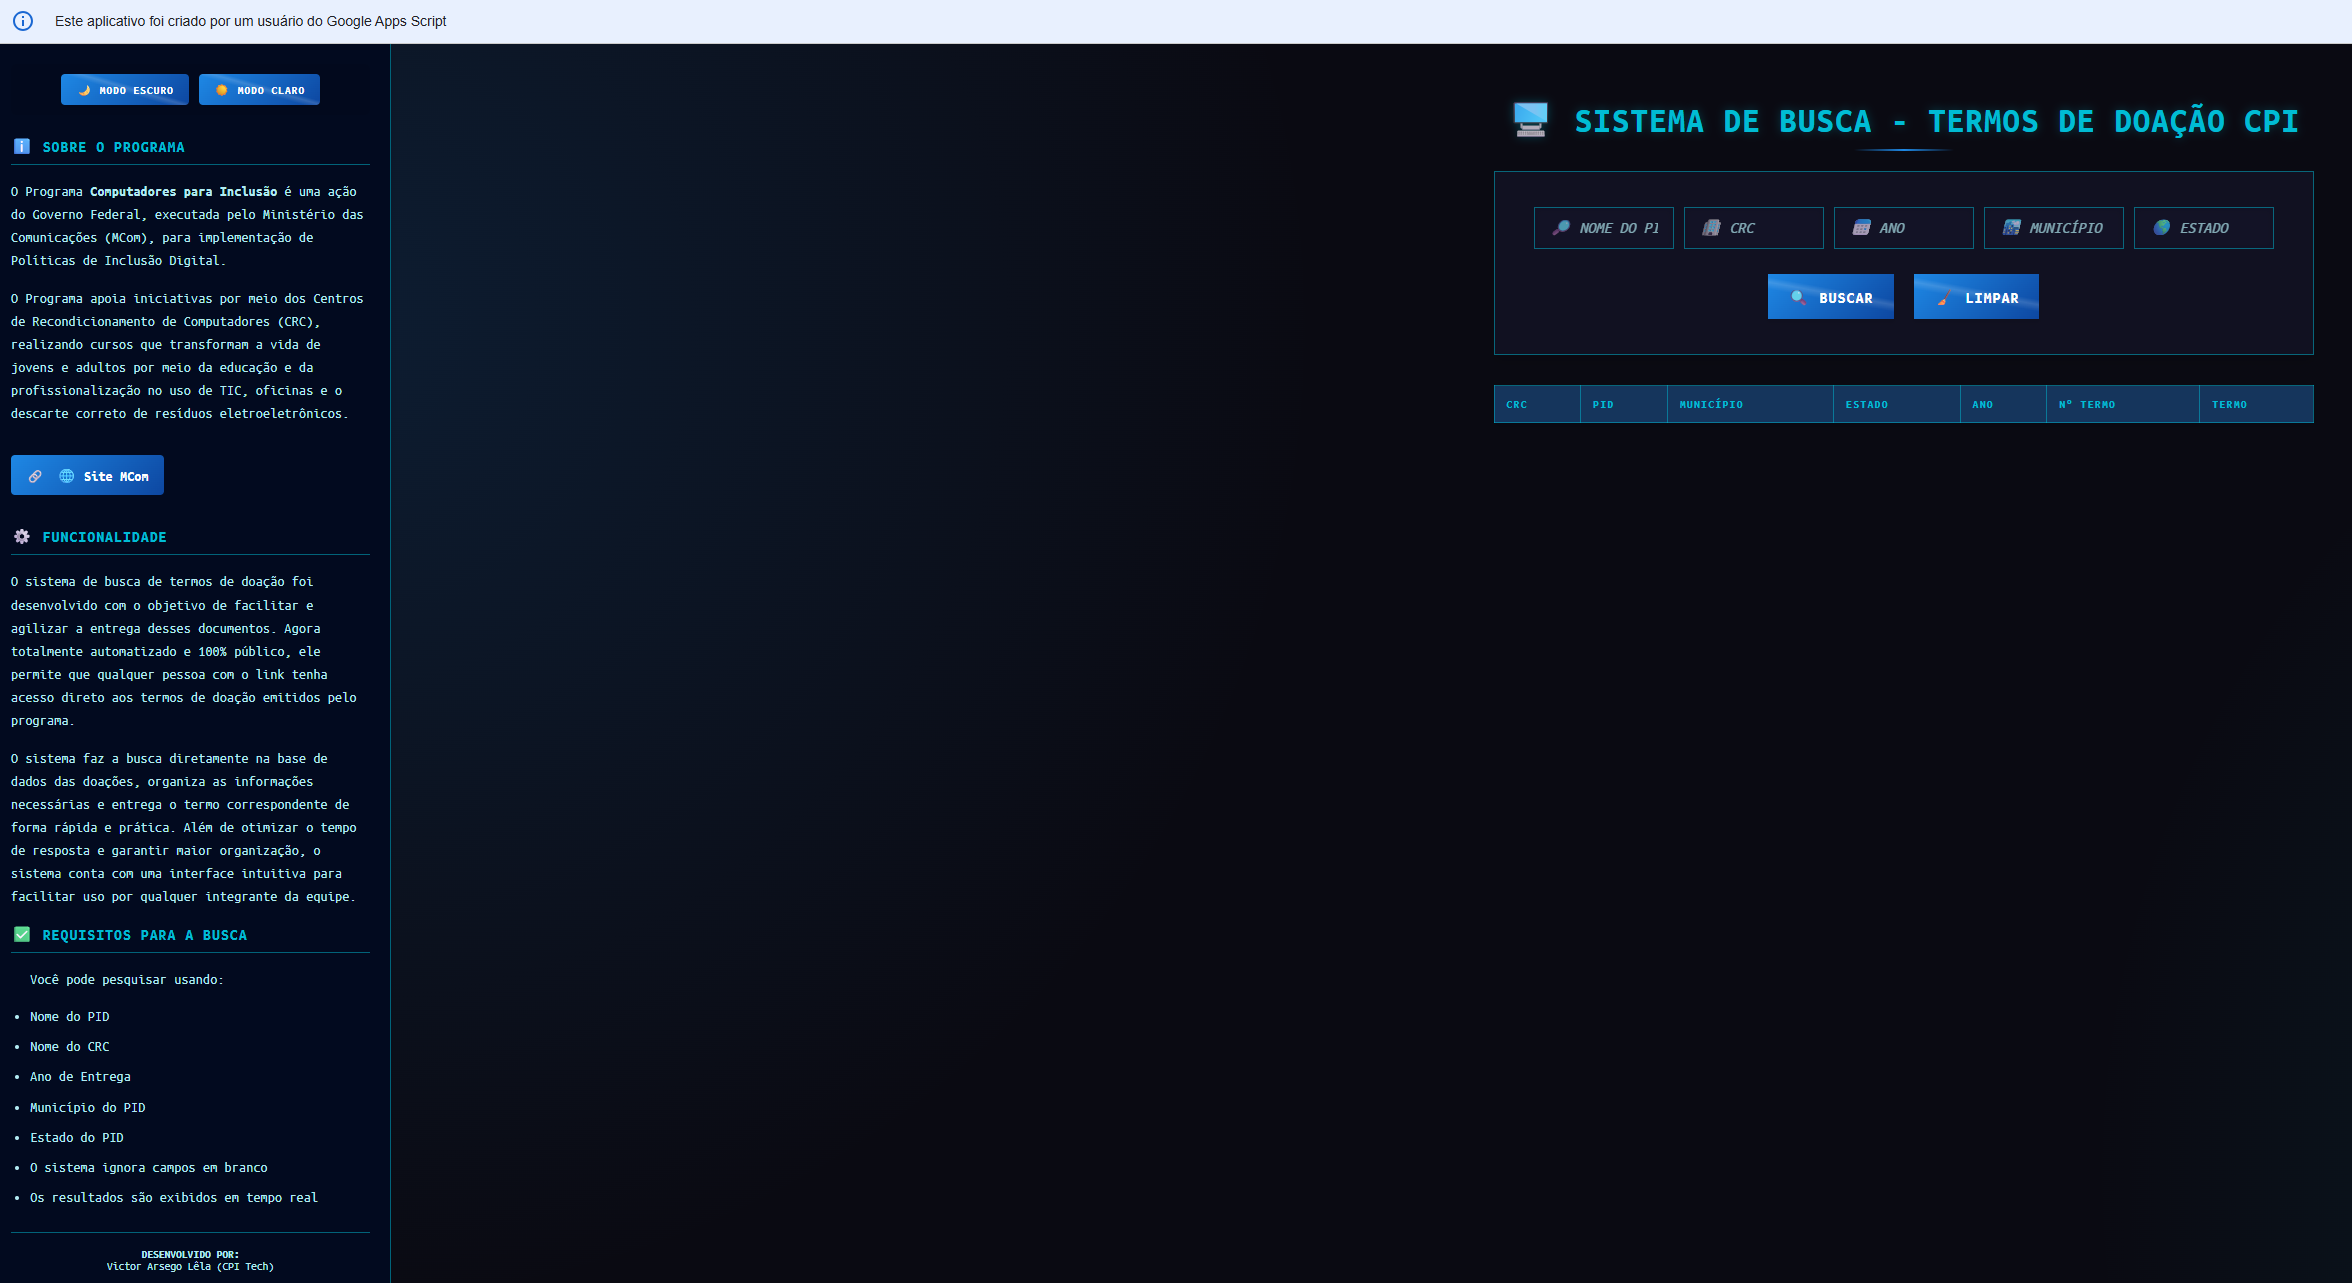 Este aplicativo foi criado por um usuário do Google Apps Script
MODO ESCURO
MODO CLARO
SOBRE O PROGRAMA
O Programa Computadores para Inclusão é uma ação
do Governo Federal, executada pelo Ministério das
Comunicações (MCom), para implementação de
Políticas de Inclusão Digital.
O Programa apoia iniciativas por meio dos Centros
de Recondicionamento de Computadores (CRC),
realizando cursos que transformam a vida de
jovens e adultos por meio da educação e da
profissionalização no uso de TIC, oficinas e o
descarte correto de resíduos eletroeletrônicos.
Site MCom
FUNCIONALIDADE
O sistema de busca de termos de doação foi
desenvolvido com o objetivo de facilitar e
agilizar a entrega desses documentos. Agora
totalmente automatizado e 100% público, ele
permite que qualquer pessoa com o link tenha
acesso direto aos termos de doação emitidos pelo
programa.
O sistema faz a busca diretamente na base de
dados das doações, organiza as informações
necessárias e entrega o termo correspondente de
forma rápida e prática. Além de otimizar o tempo
de resposta e garantir maior organização, o
sistema conta com uma interface intuitiva para
facilitar uso por qualquer integrante da equipe.
REQUISITOS PARA A BUSCA
Você pode pesquisar usando:
• Nome do PID
• Nome do CRC
• Ano de Entrega
• Município do PID
• Estado do PID
• O sistema ignora campos em branco
• Os resultados são exibidos em tempo real
DESENVOLVIDO POR:
Victor Arsego Lêla (CPI Tech)
SISTEMA DE BUSCA - TERMOS DE DOAÇÃO CPI
NOME DO PI
CRC
ANO
MUNICÍPIO
ESTADO
BUSCAR
LIMPAR
CRC PID MUNICÍPIO ESTADO ANO Nº TERMO TERMO